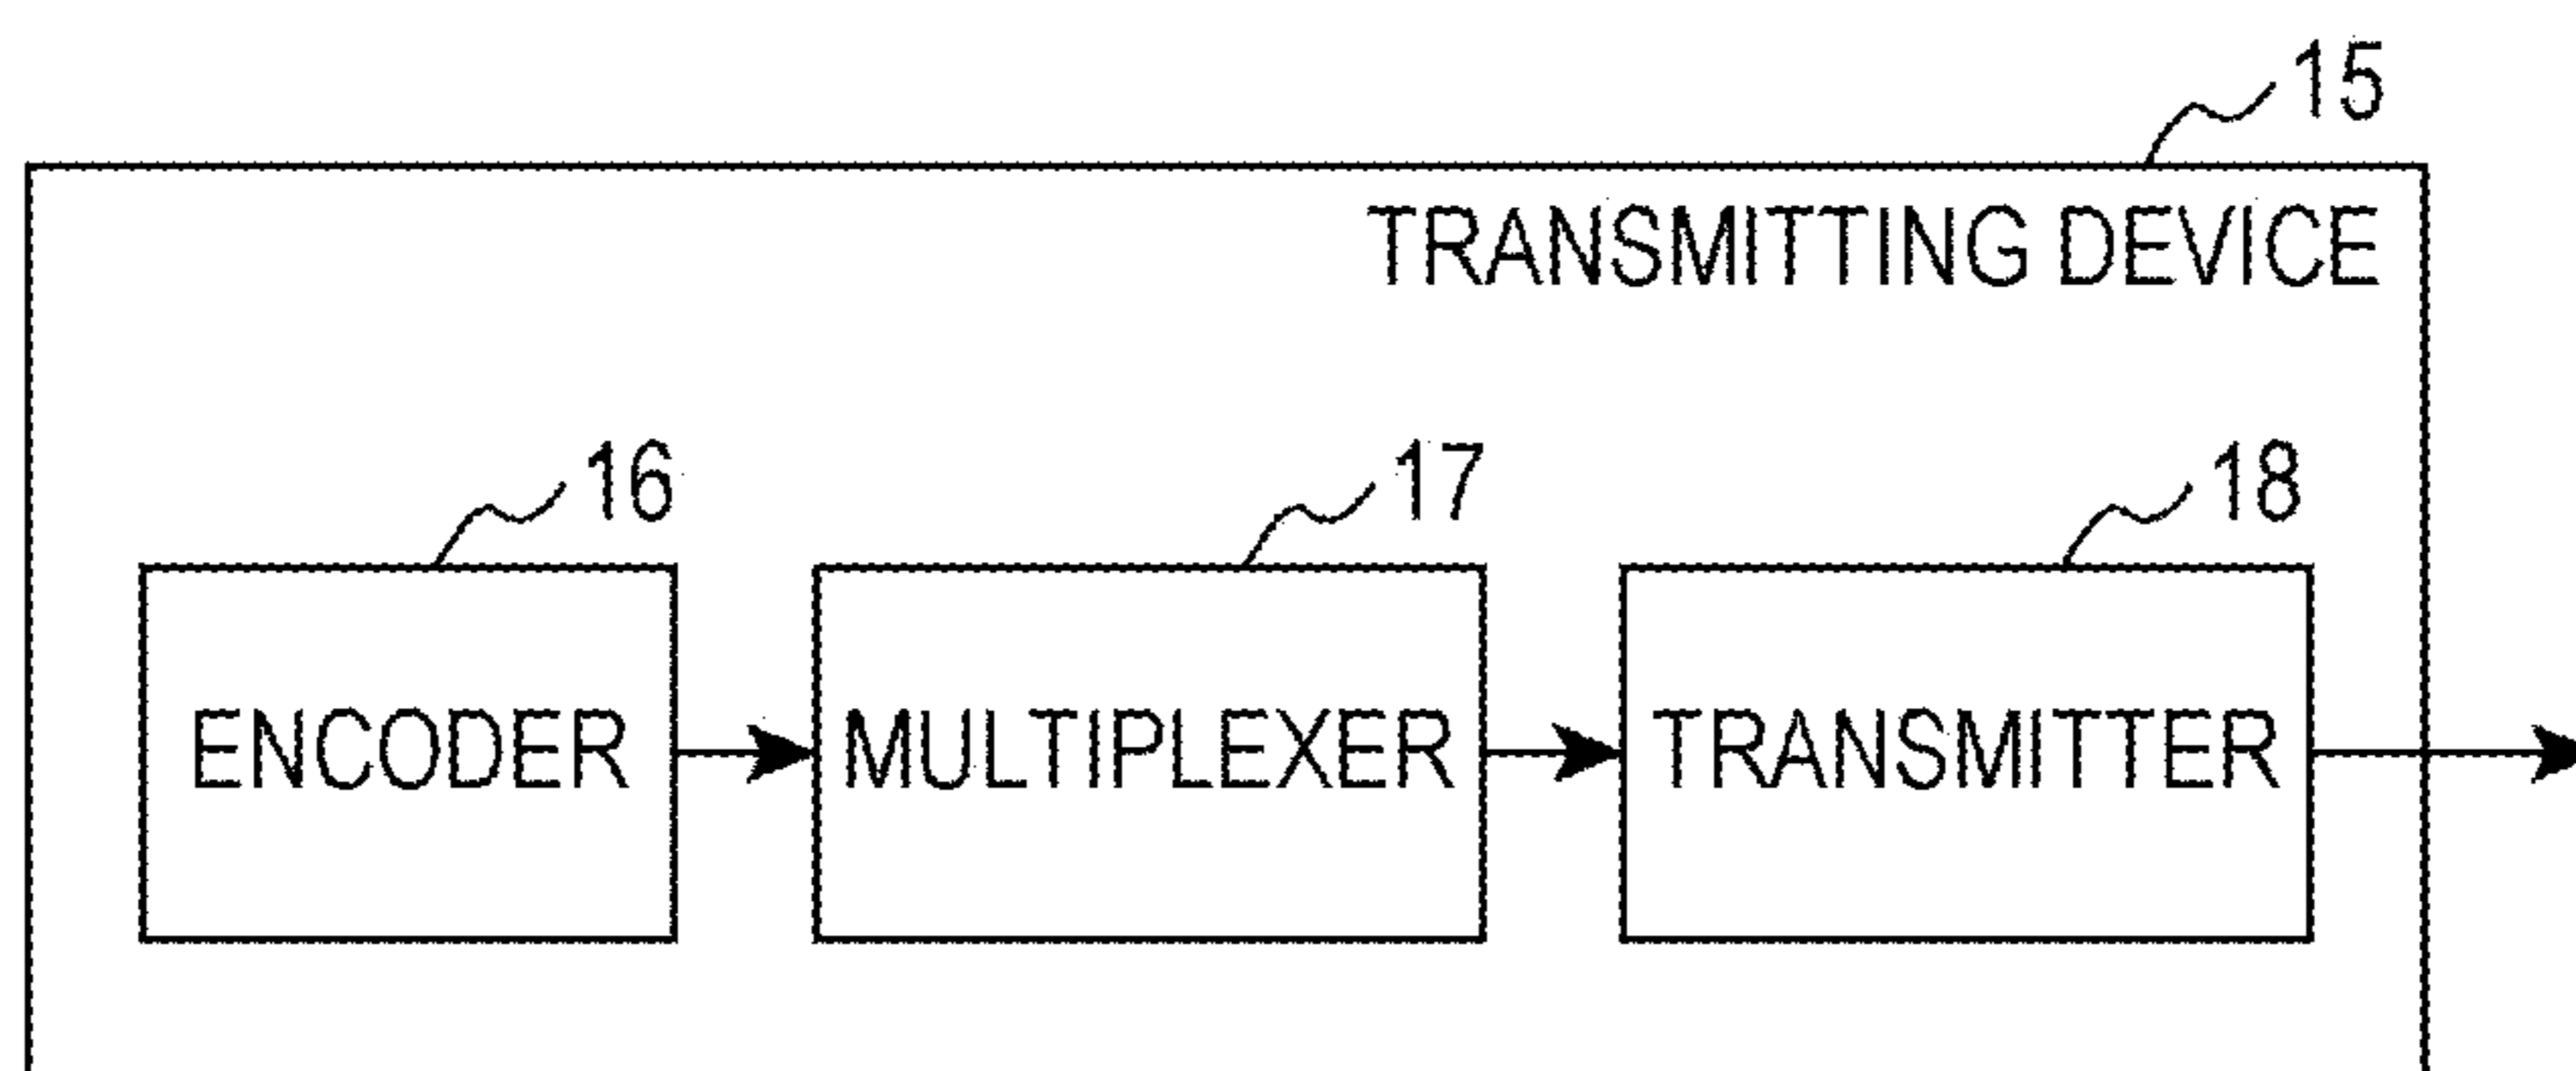 15
TRANSMITTING DEVICE
16
17
18
ENCODER
MULTIPLEXER
TRANSMITTER